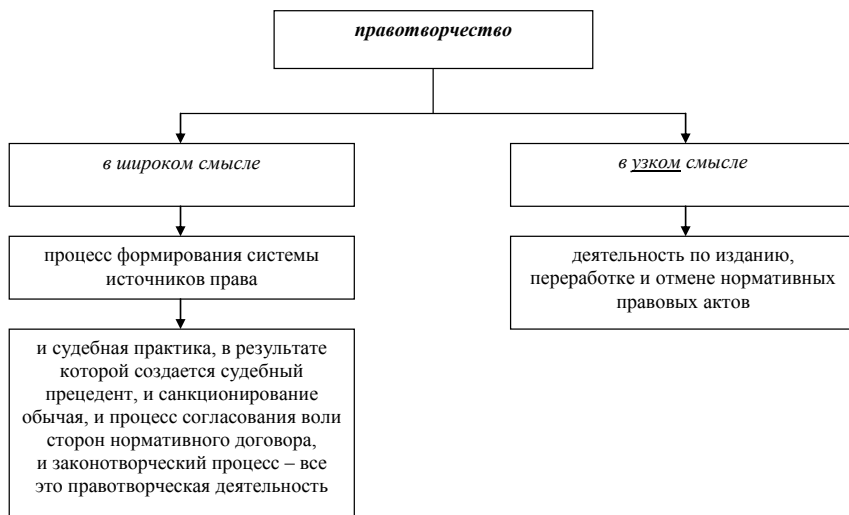 правотворчество
в широком смысле
в узком смысле
процесс формирования системы
источников права
деятельность по изданию,
переработке и отмене нормативных
правовых актов
и судебная практика, в результате
которой создается судебный
прецедент, и санкционирование
обычая, и процесс согласования воли
сторон нормативного договора,
и законотворческий процесс – все
это правотворческая деятельность